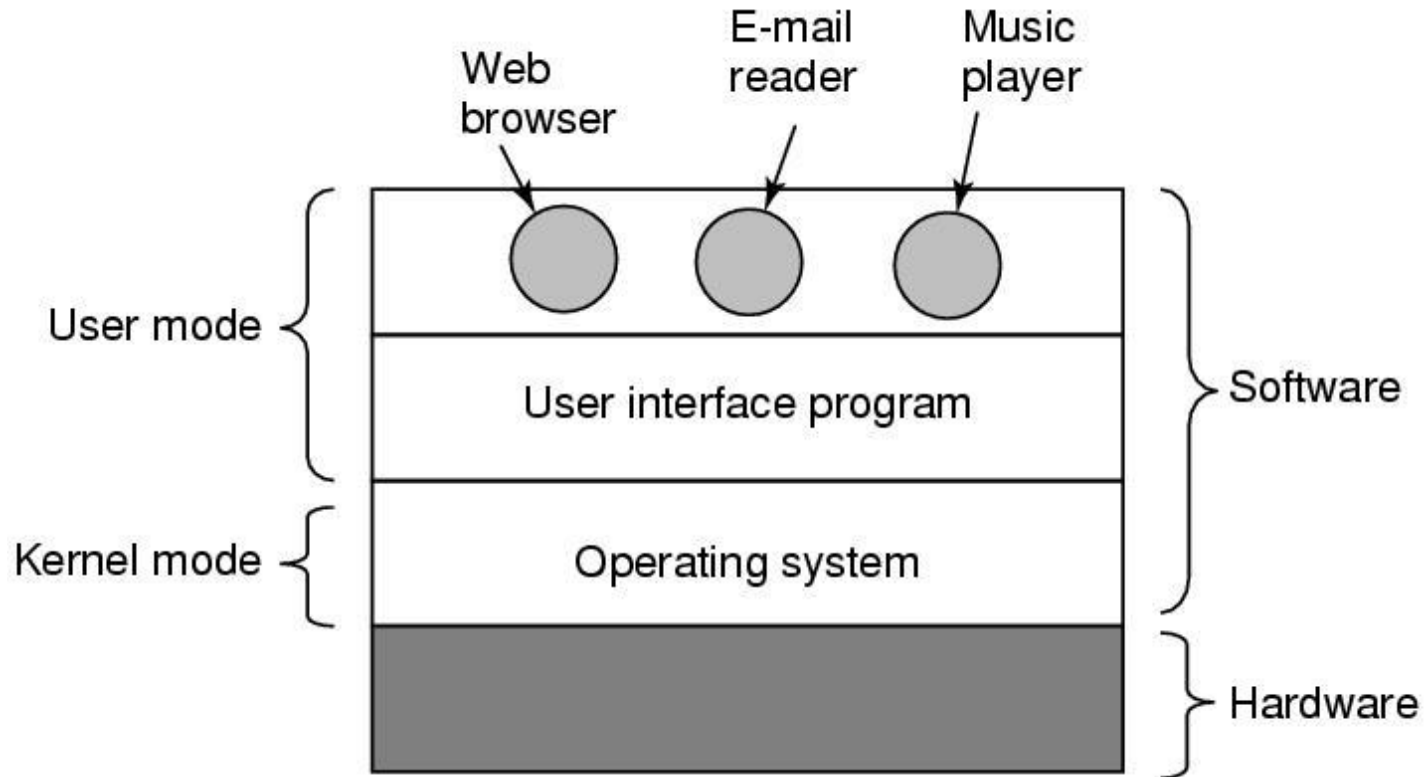 Web
browser
E-mail
reader
Music
player
User mode
User interface program
Software
Kernel mode
Operating system
Hardware